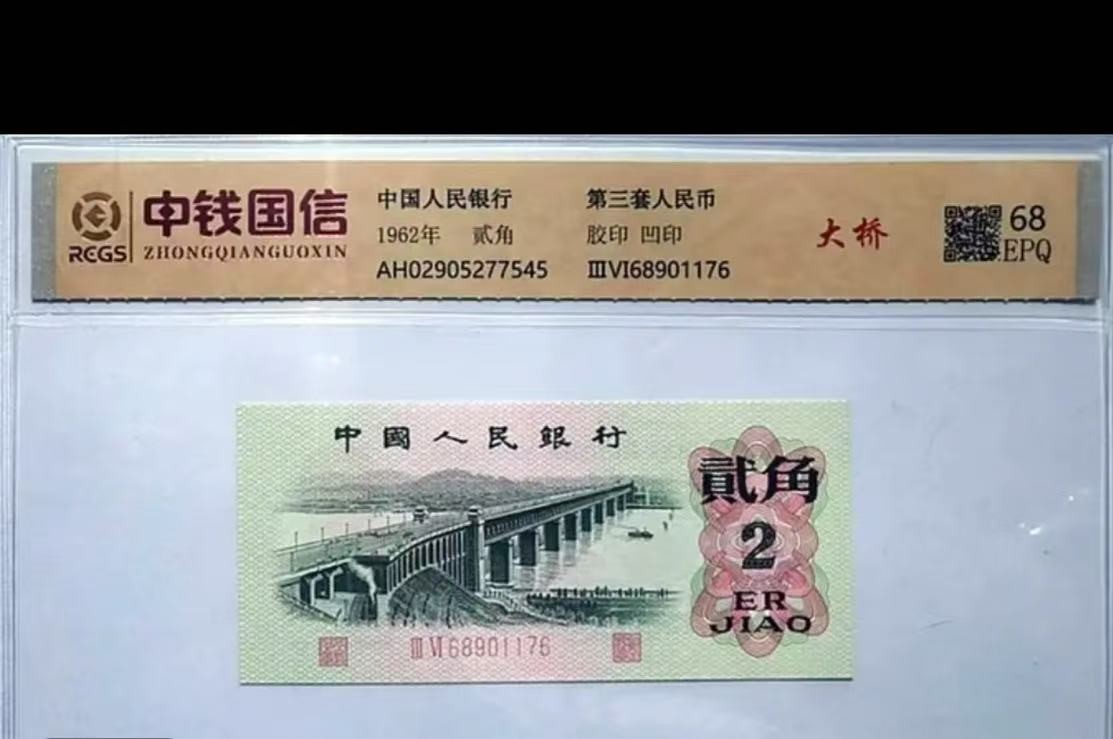 中钱国信
RCGS
ZHONGQIANGUOXIN
中国人民银行 第三套人民币
1962年 贰角 胶印 凹印
AH02905277545 ⅢⅥ68901176
大桥
68
EPQ
中國人民銀行
貳角
2
ER
JIAO
ⅢⅥ68901176